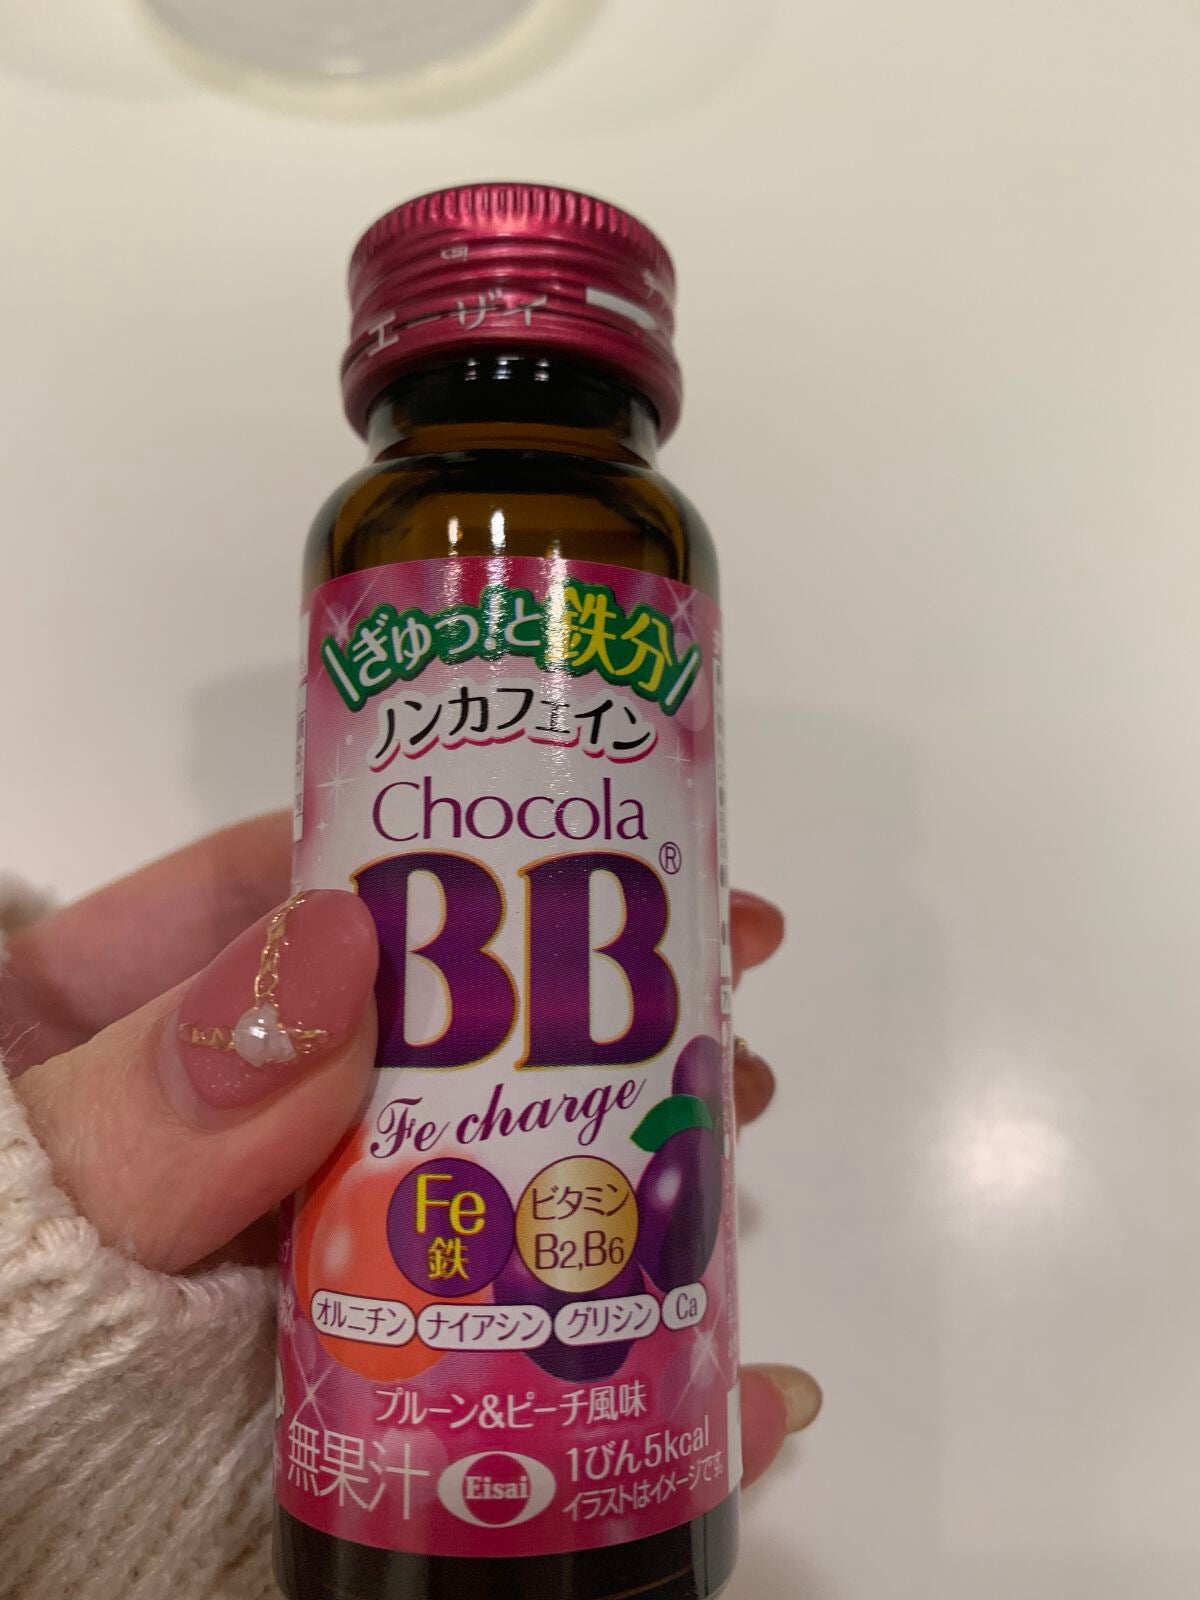 エーザイ
ぎゅっ!と鉄分
ノンカフェイン
Chocola
BB®
Fe charge
Fe
鉄
ビタミン
B2,B6
オルニチン ナイアシン グリシン Ca
プルーン&ピーチ風味
無果汁
Eisai
1びん5kcal
イラストはイメージです。